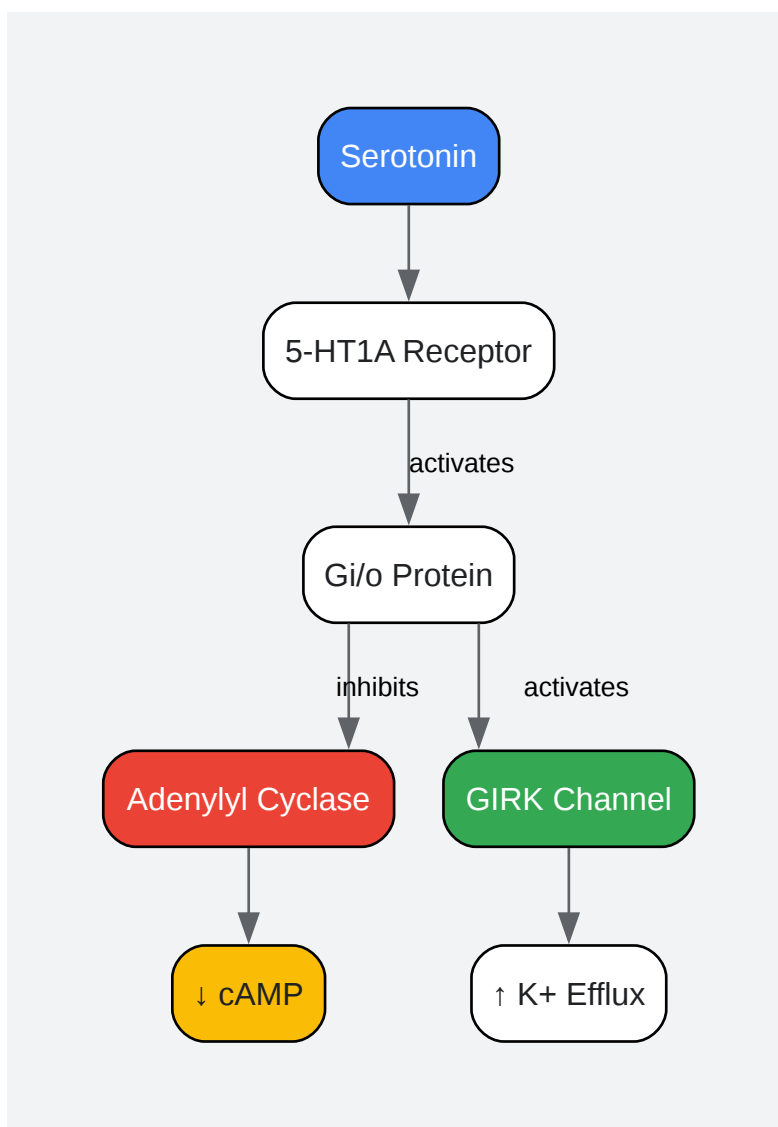 Serotonin
5-HT1A Receptor
activates
Gi/o Protein
inhibits
activates
Adenylyl Cyclase
GIRK Channel
↓ cAMP
↑ K+ Efflux